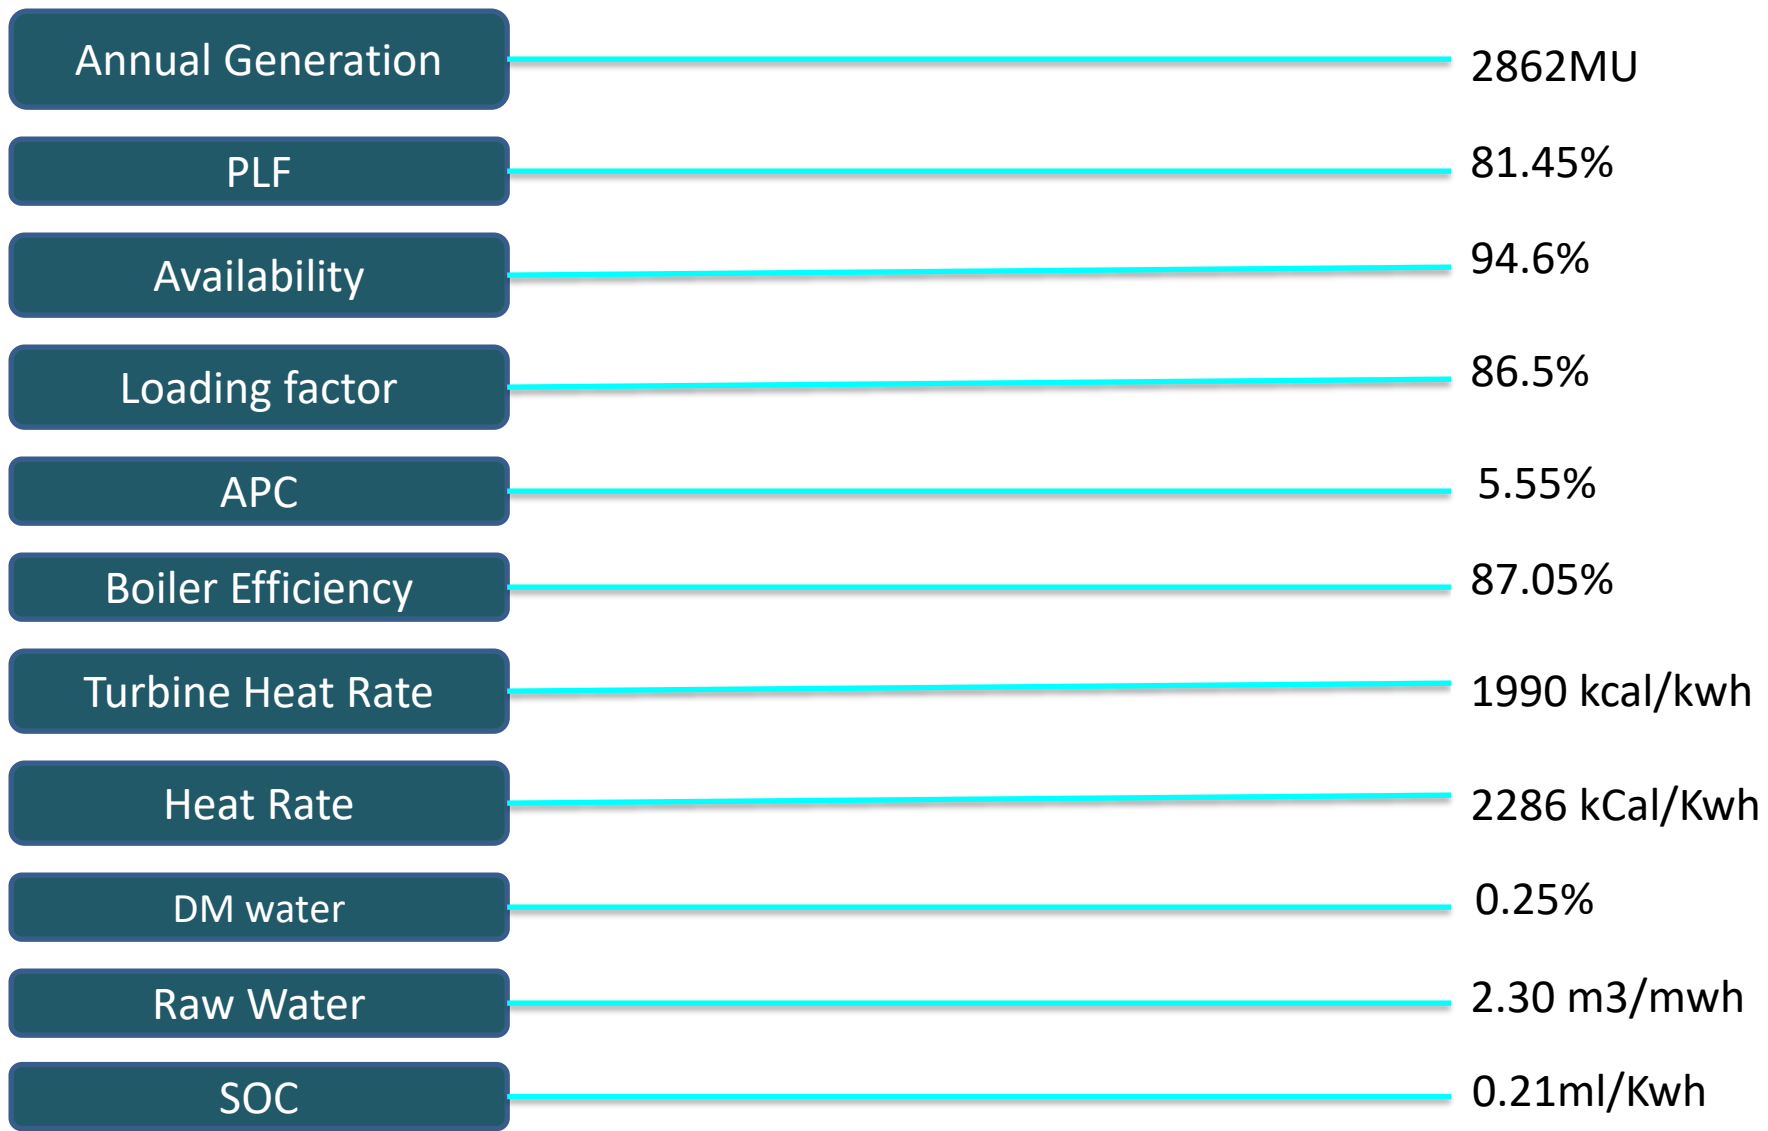 Annual Generation 2862MU
PLF 81.45%
Availability 94.6%
Loading factor 86.5%
APC 5.55%
Boiler Efficiency 87.05%
Turbine Heat Rate 1990 kcal/kwh
Heat Rate 2286 kCal/Kwh
DM water 0.25%
Raw Water 2.30 m3/mwh
SOC 0.21ml/Kwh